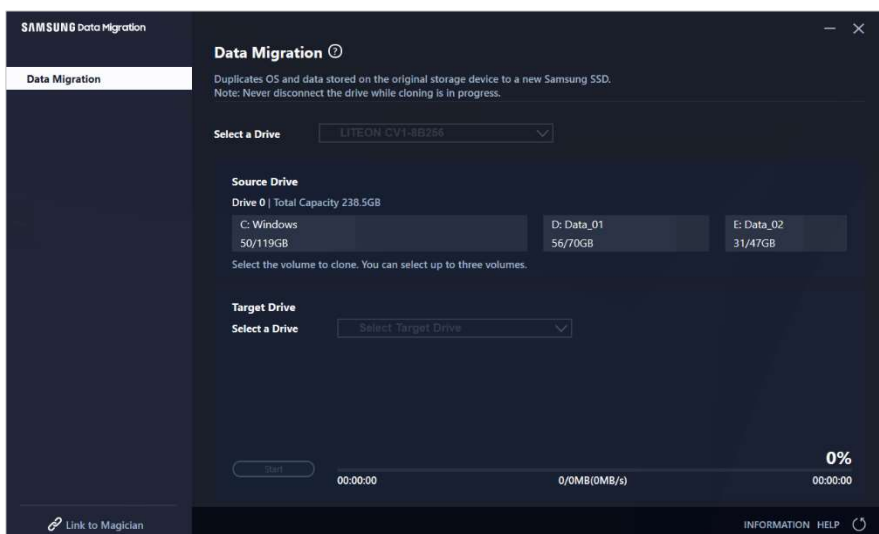 SAMSUNG Data Migration
Data Migration
Data Migration ?
Duplicates OS and data stored on the original storage device to a new Samsung SSD.
Note: Never disconnect the drive while cloning is in progress.
Select a Drive LITEON CV1-8B256
Source Drive
Drive 0 | Total Capacity 238.5GB
C: Windows D: Data_01 E: Data_02
50/119GB 56/70GB 31/47GB
Select the volume to clone. You can select up to three volumes.
Target Drive
Select a Drive Select Target Drive
0%
Start
00:00:00 0/0MB(0MB/s) 00:00:00
Link to Magician INFORMATION HELP